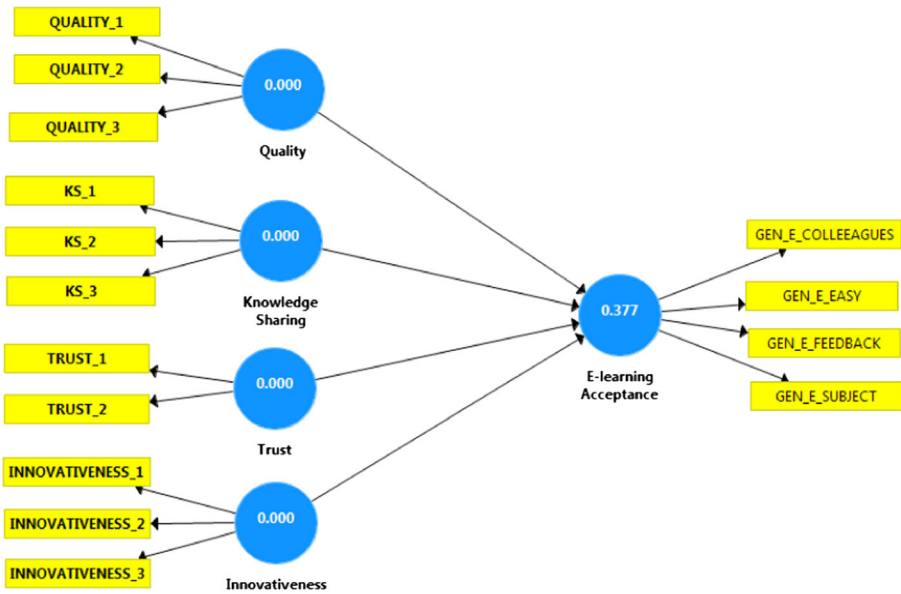 QUALITY_1
QUALITY_2
QUALITY_3
0.000
Quality
KS_1
KS_2
KS_3
0.000
Knowledge
Sharing
TRUST_1
TRUST_2
0.000
Trust
INNOVATIVENESS_1
INNOVATIVENESS_2
INNOVATIVENESS_3
0.000
Innovativeness
0.377
E-learning
Acceptance
GEN_E_COLLEEAGUES
GEN_E_EASY
GEN_E_FEEDBACK
GEN_E_SUBJECT